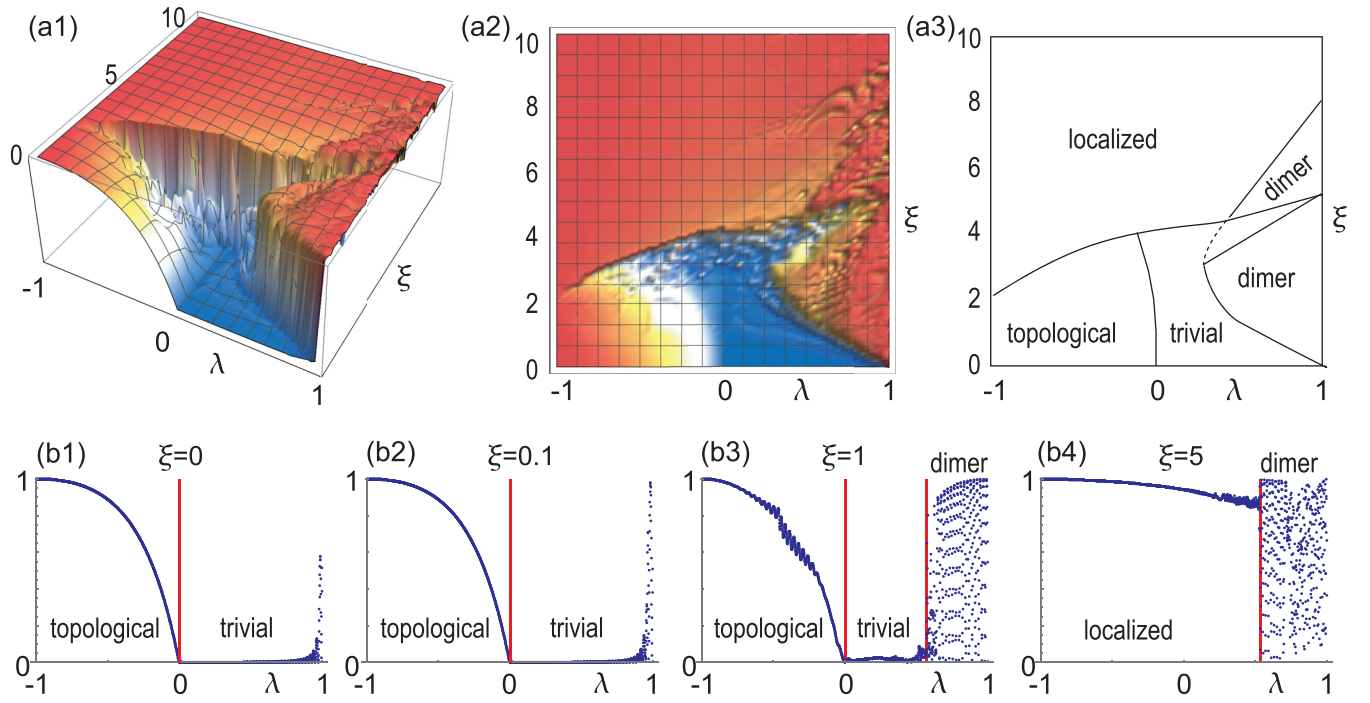 (a1)
10
5
0
-1
0
λ
1
ξ
(a2)
10
8
6
4
2
0
-1
0
λ
1
ξ
(a3)
10
8
6
4
2
0
localized
dimer
dimer
topological
trivial
-1
0
λ
1
ξ
(b1)
ξ=0
1
topological
trivial
0
-1
0
λ
1
(b2)
ξ=0.1
1
topological
trivial
0
-1
0
λ
1
(b3)
ξ=1
dimer
1
topological
trivial
0
-1
0
λ
1
(b4)
ξ=5
dimer
1
localized
0
-1
0
λ
1